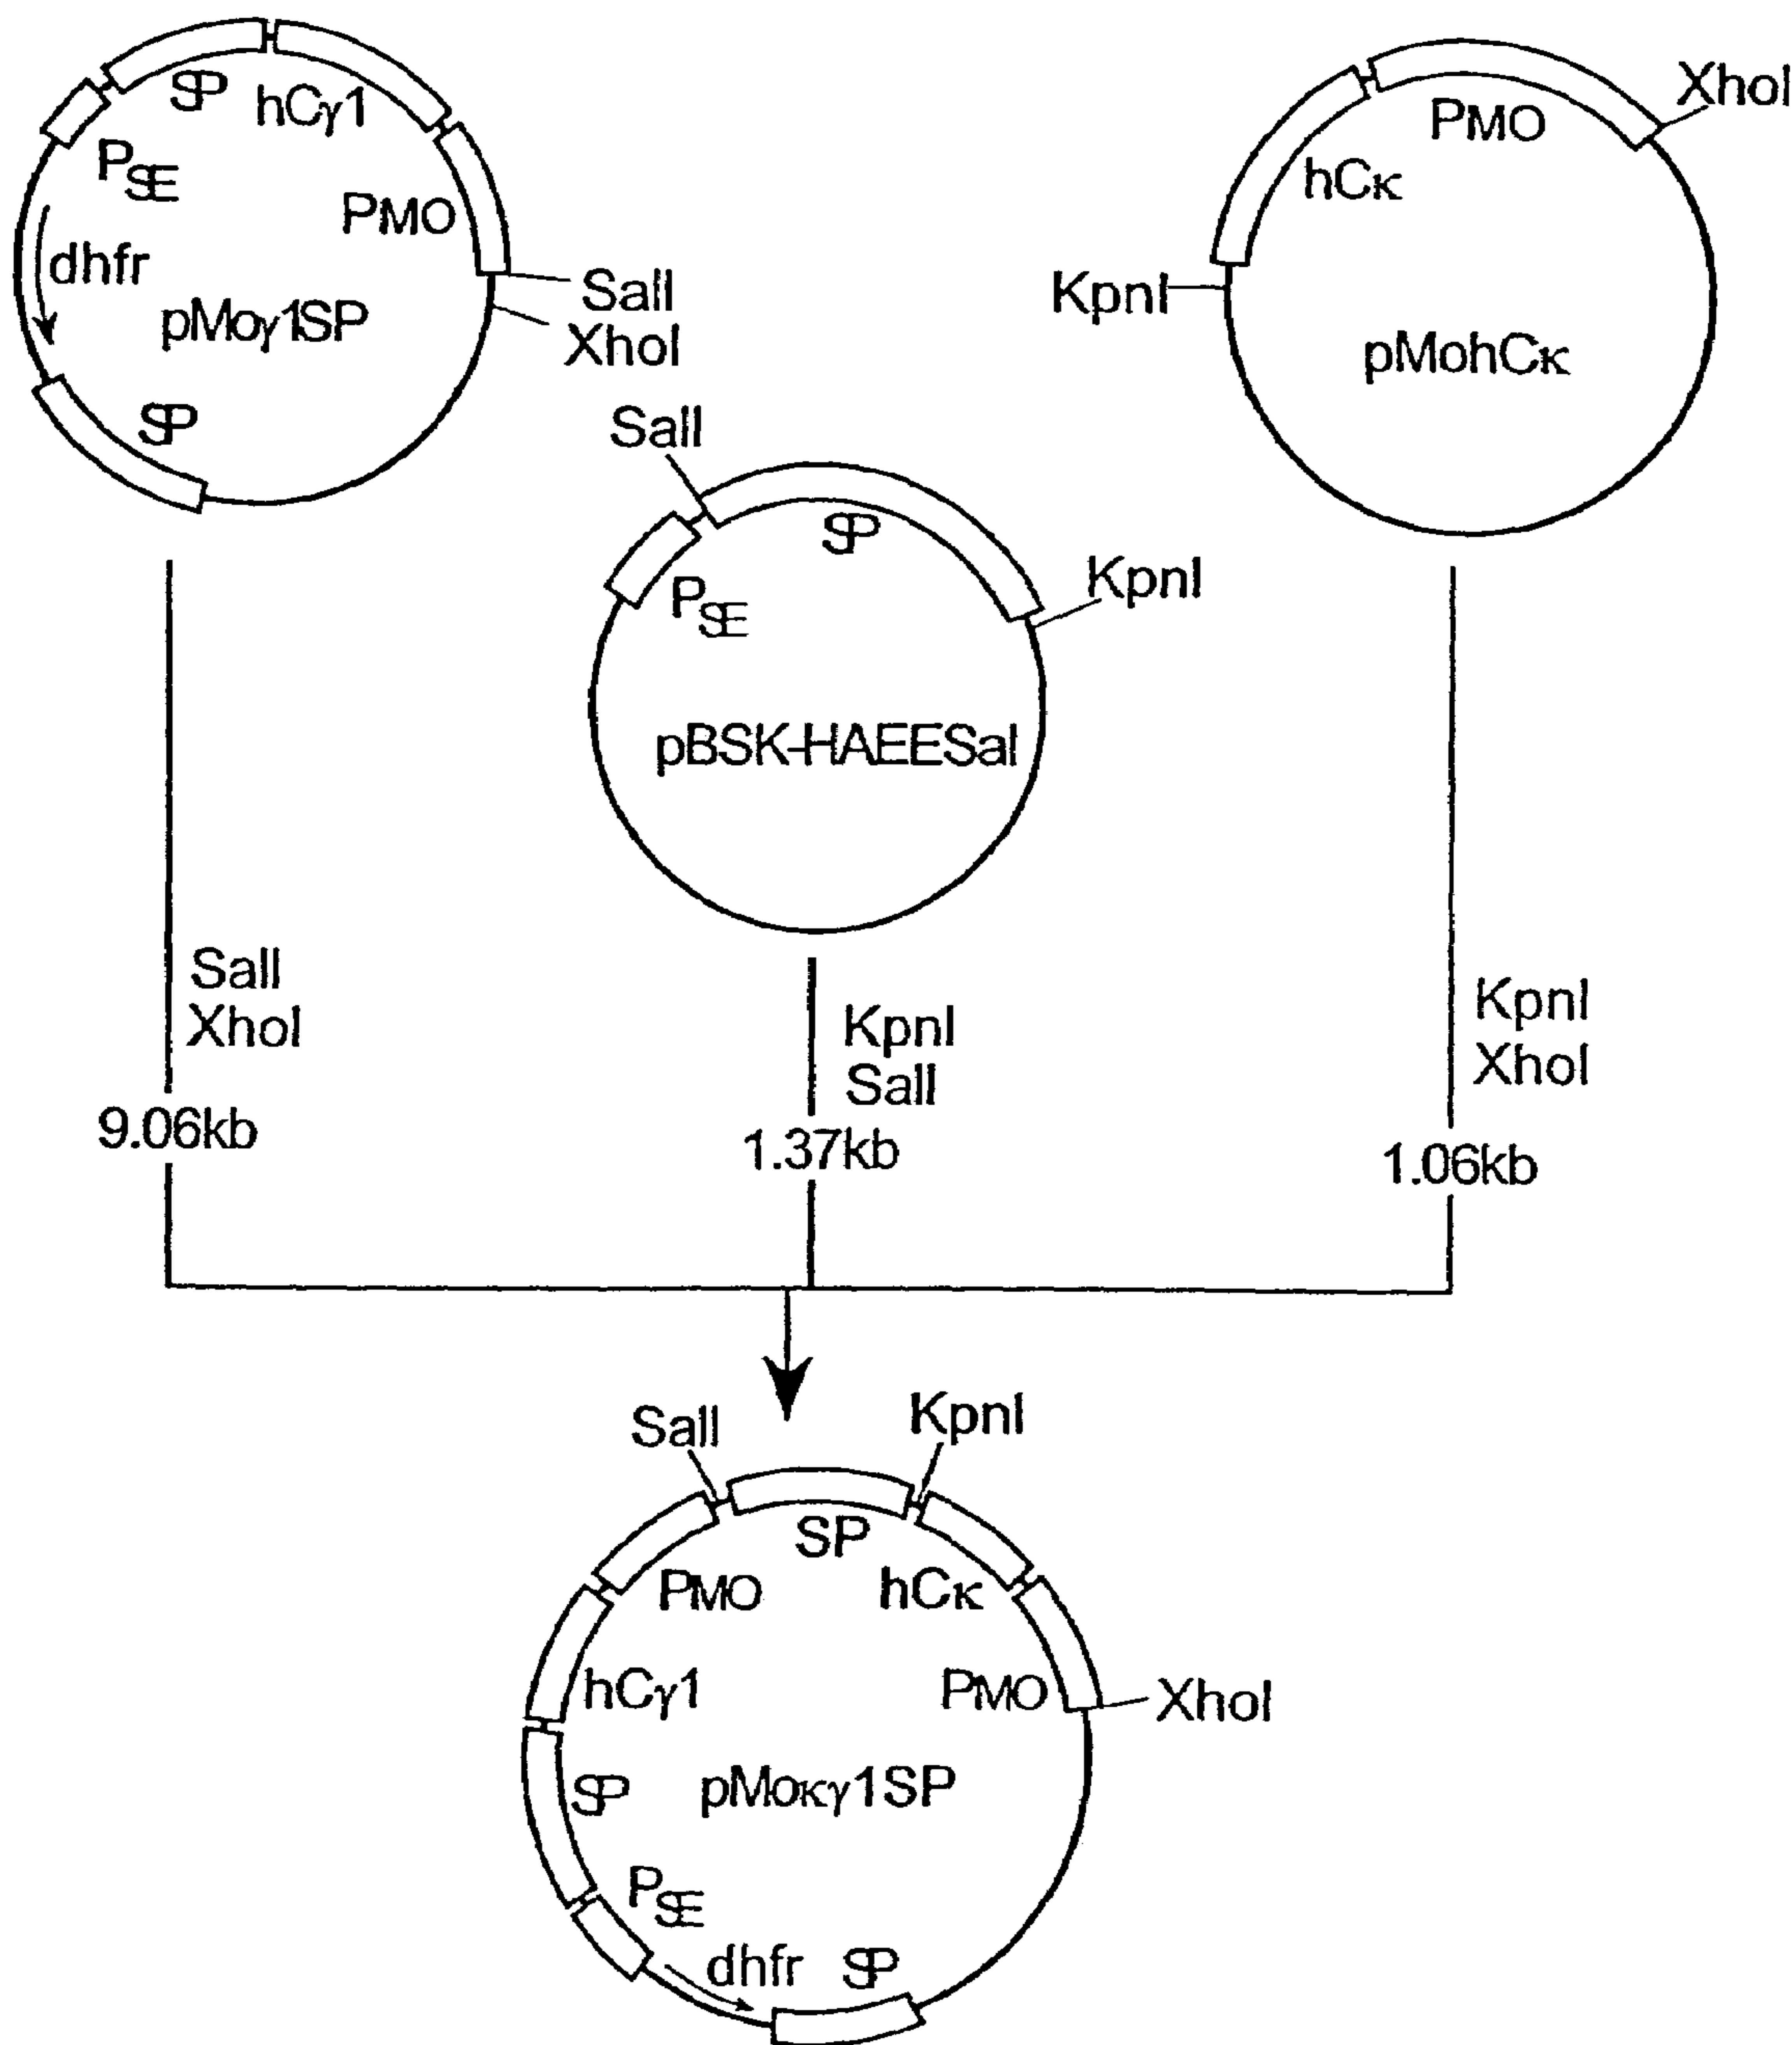 SP
hCγ1
PSE
PMO
dhfr
pMoγ1SP
SalI
XhoI
SP
PMO
XhoI
hCκ
KpnI
pMohCκ
SalI
SP
KpnI
PSE
pBSK-HAEESal
SalI
XhoI
9.06kb
KpnI
SalI
1.37kb
KpnI
XhoI
1.06kb
SalI
KpnI
SP
PMO
hCκ
hCγ1
PMO
XhoI
SP
pMoκγ1SP
PSE
dhfr
SP